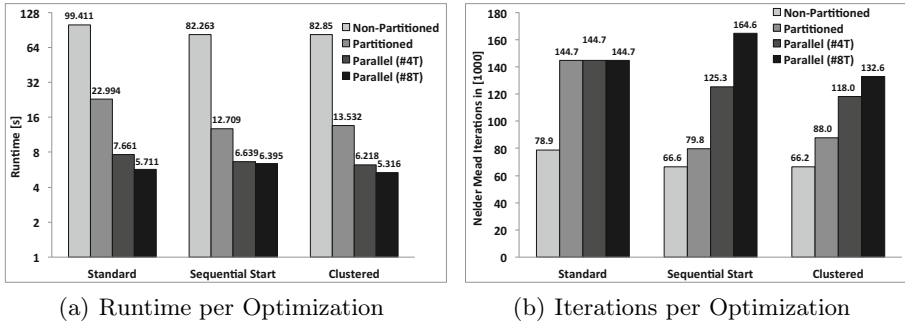 128
64
32
16
8
4
2
1
Runtime [s]
99.411
22.994
7.661
5.711
82.263
12.709
6.639
6.395
82.85
13.532
6.218
5.316
Non-Partitioned
Partitioned
Parallel (#4T)
Parallel (#8T)
Standard
Sequential Start
Clustered
(a) Runtime per Optimization
180
160
140
120
100
80
60
40
20
0
Nelder Mead Iterations in [1000]
78.9
144.7
144.7
144.7
66.6
79.8
125.3
164.6
66.2
88.0
118.0
132.6
Non-Partitioned
Partitioned
Parallel (#4T)
Parallel (#8T)
Standard
Sequential Start
Clustered
(b) Iterations per Optimization